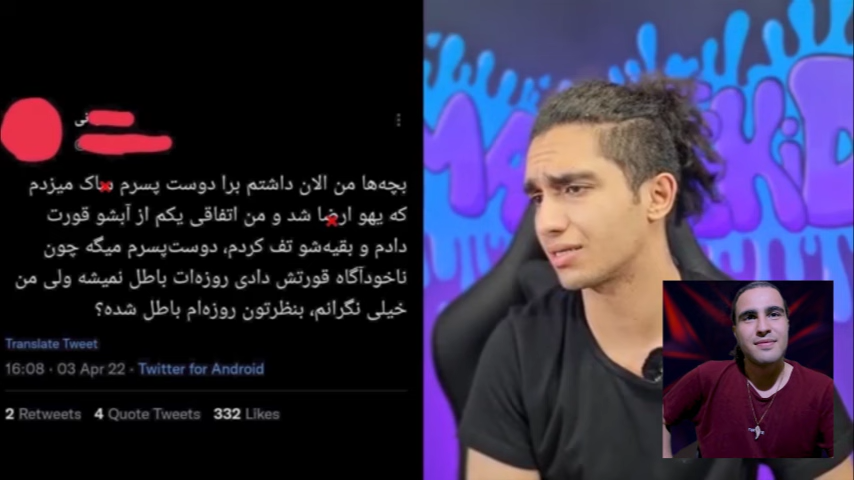 نی
بچه‌ها من الان داشتم برا دوست پسرم ساک میزدم
که یهو ارضا شد و من اتفاقی یکم از آبشو قورت
دادم و بقیه‌شو تف کردم، دوست‌پسرم میگه چون
ناخودآگاه قورتش دادی روزه‌ات باطل نمیشه ولی من
خیلی نگرانم، بنظرتون روزه‌ام باطل شده؟
Translate Tweet
16:08 · 03 Apr 22 · Twitter for Android
2 Retweets 4 Quote Tweets 332 Likes